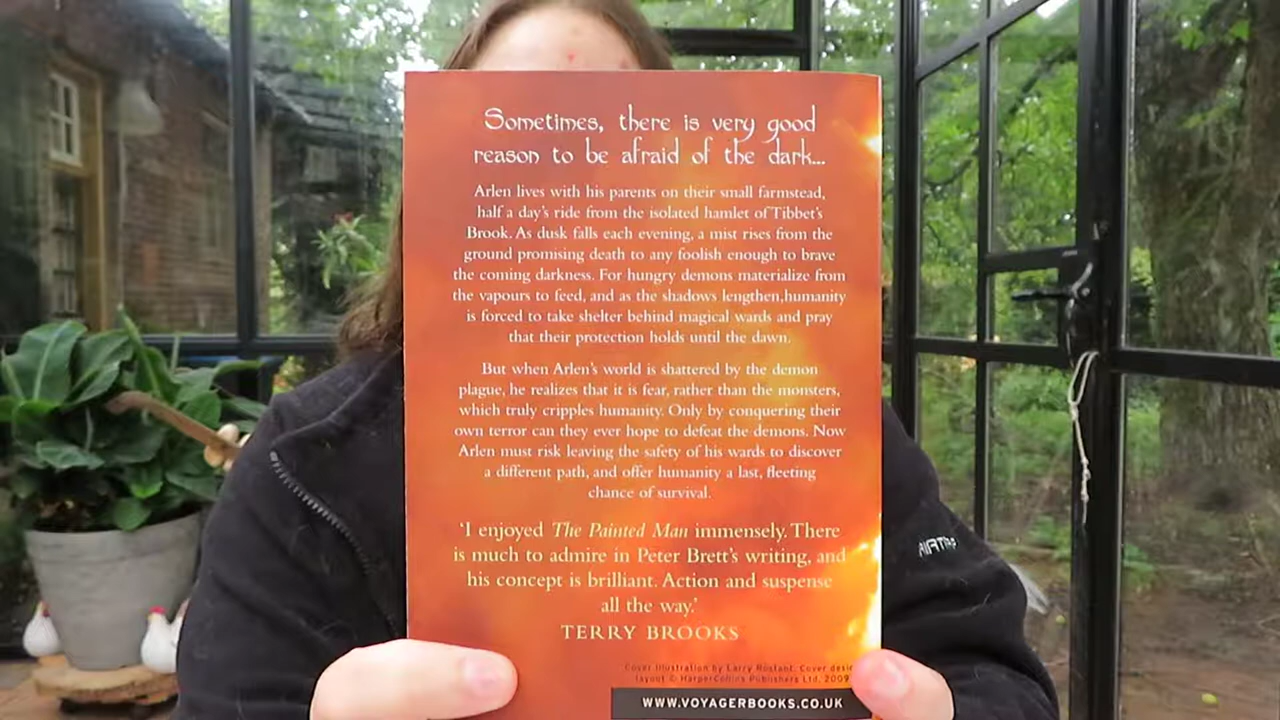 Sometimes, there is very good
reason to be afraid of the dark...
Arlen lives with his parents on their small farmstead,
half a day's ride from the isolated hamlet of Tibbet's
Brook. As dusk falls each evening, a mist rises from the
ground promising death to any foolish enough to brave
the coming darkness. For hungry demons materialize from
the vapours to feed, and as the shadows lengthen,humanity
is forced to take shelter behind magical wards and pray
that their protection holds until the dawn.
But when Arlen's world is shattered by the demon
plague, he realizes that it is fear, rather than the monsters,
which truly cripples humanity. Only by conquering their
own terror can they ever hope to defeat the demons. Now
Arlen must risk leaving the safety of his wards to discover
a different path, and offer humanity a last, fleeting
chance of survival.
'I enjoyed The Painted Man immensely. There
is much to admire in Peter Brett's writing, and
his concept is brilliant. Action and suspense
all the way.'
TERRY BROOKS
Cover illustration by Larry Rostant. Cover
layout © HarperCollins Publishers Ltd, 2009
WWW.VOYAGERBOOKS.CO.UK